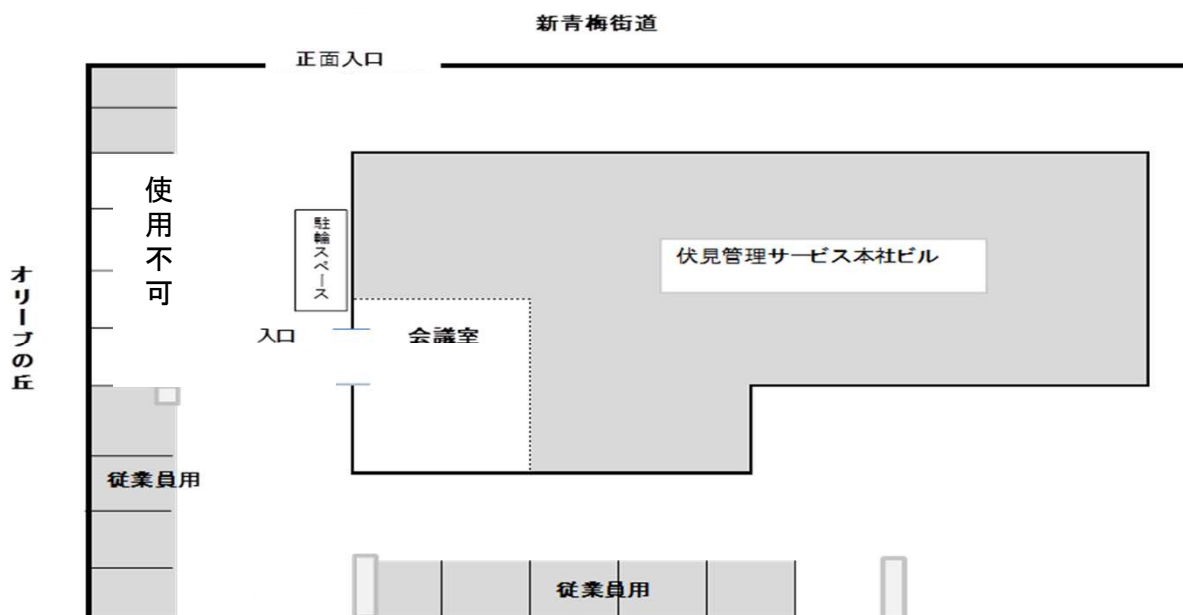 新青梅街道
正面入口
使用不可
駐輪スペース
伏見管理サービス本社ビル
オリーブの丘
入口
会議室
従業員用
従業員用